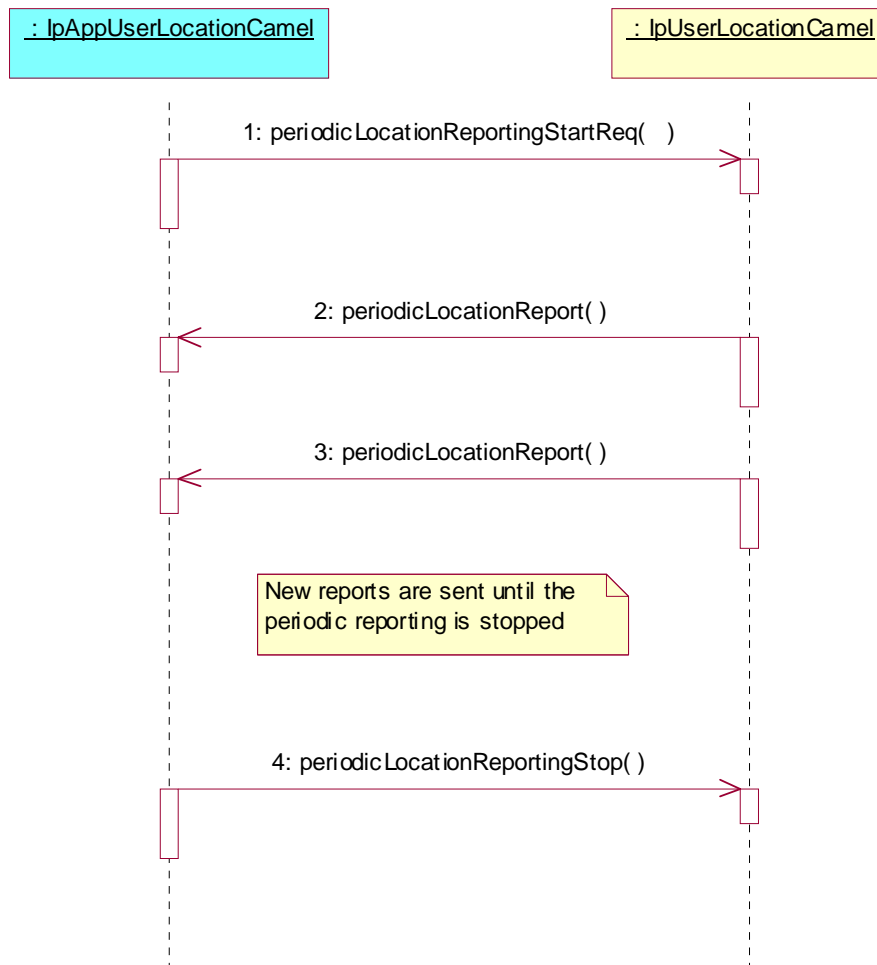 : IpAppUserLocationCamel
: IpUserLocationCamel
1: periodicLocationReportingStartReq( )
2: periodicLocationReport( )
3: periodicLocationReport( )
New reports are sent until the
periodic reporting is stopped
4: periodicLocationReportingStop( )